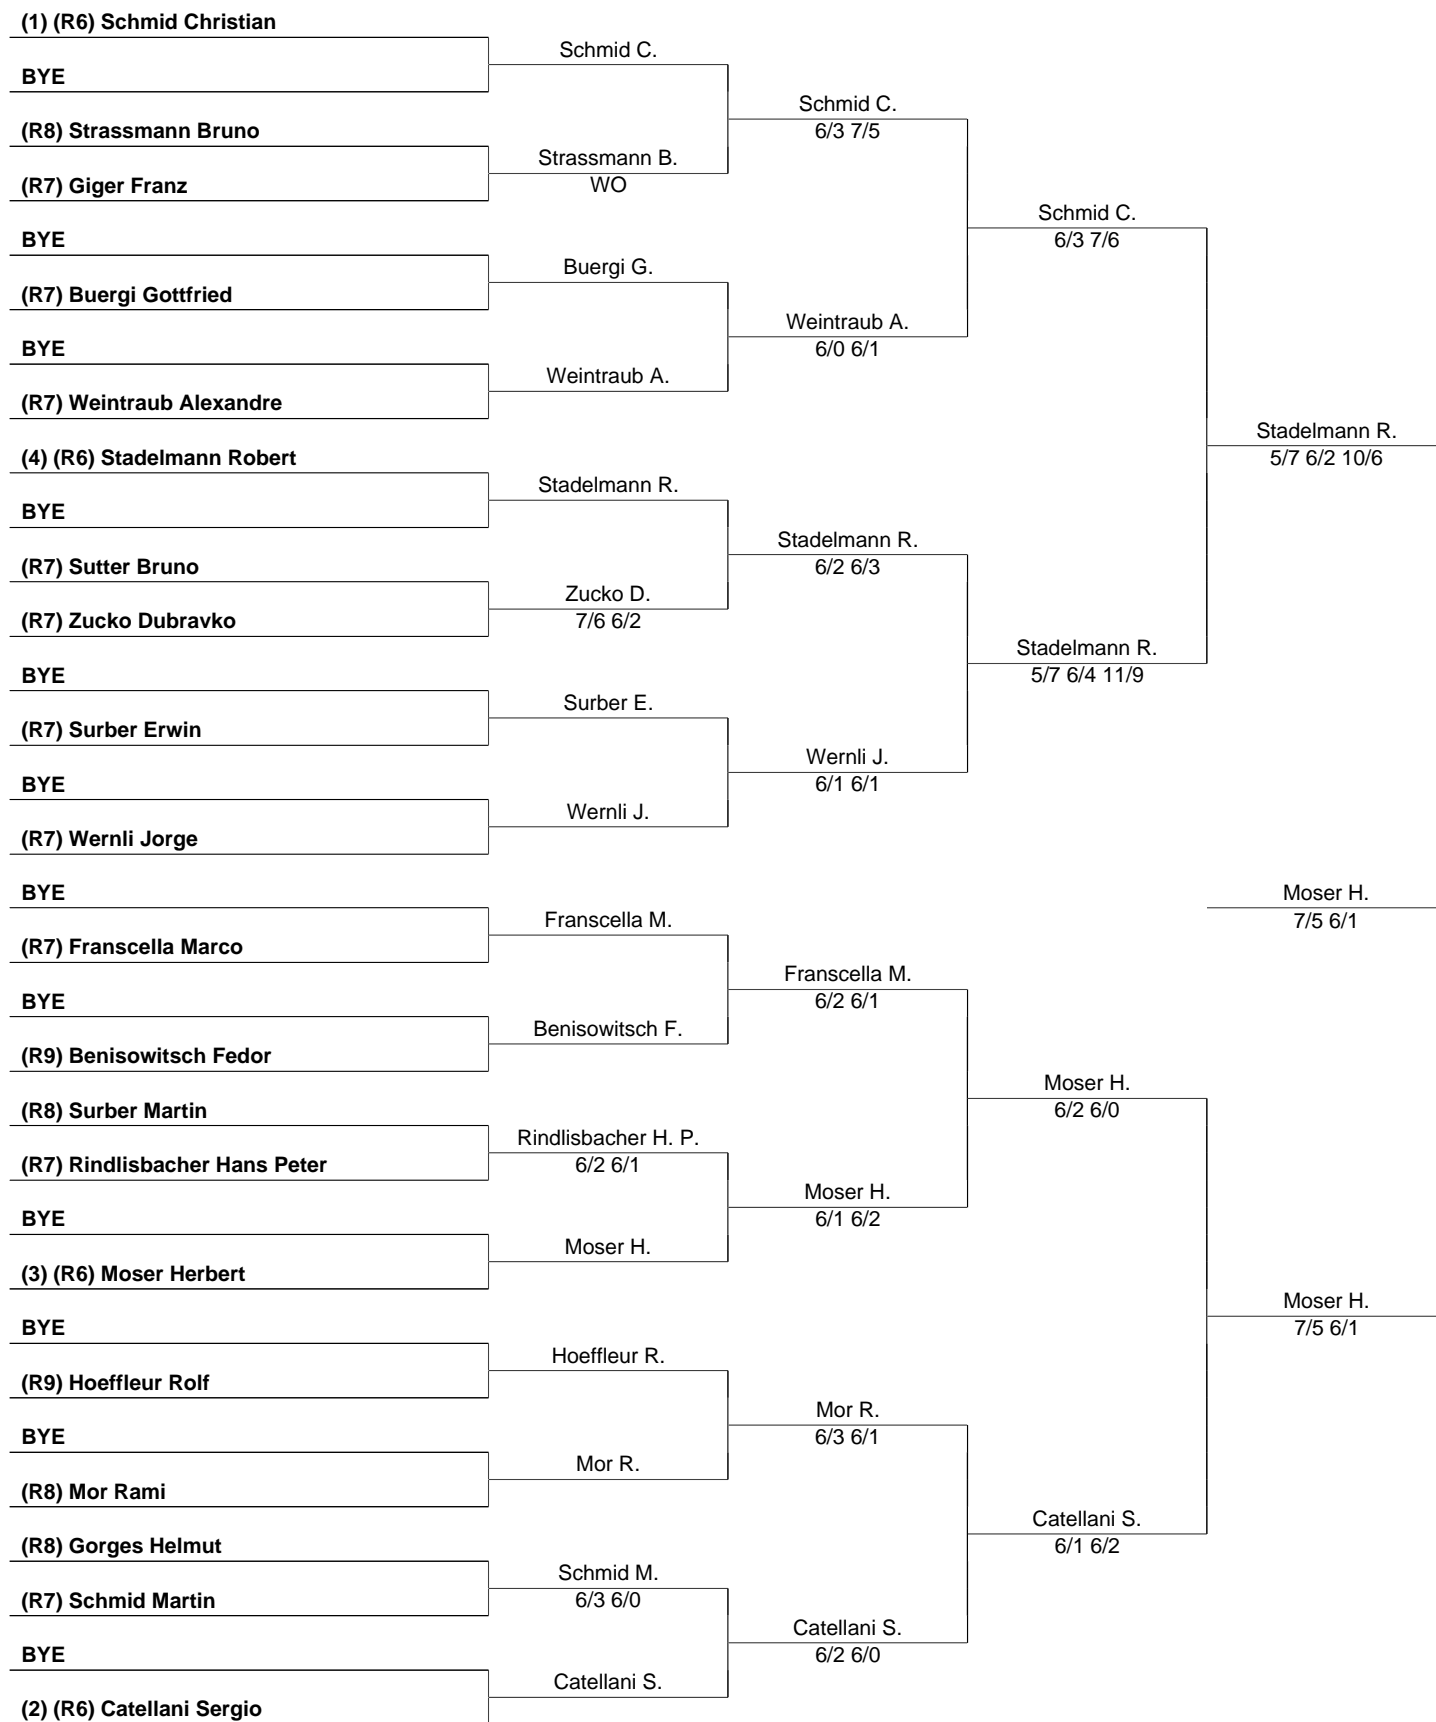 (1) (R6) Schmid Christian
BYE
(R8) Strassmann Bruno
(R7) Giger Franz
BYE
(R7) Buergi Gottfried
BYE
(R7) Weintraub Alexandre
(4) (R6) Stadelmann Robert
BYE
(R7) Sutter Bruno
(R7) Zucko Dubravko
BYE
(R7) Surber Erwin
BYE
(R7) Wernli Jorge
BYE
(R7) Franscella Marco
BYE
(R9) Benisowitsch Fedor
(R8) Surber Martin
(R7) Rindlisbacher Hans Peter
BYE
(3) (R6) Moser Herbert
BYE
(R9) Hoeffleur Rolf
BYE
(R8) Mor Rami
(R8) Gorges Helmut
(R7) Schmid Martin
BYE
(2) (R6) Catellani Sergio
Schmid C.
Strassmann B.
WO
Buergi G.
Weintraub A.
Stadelmann R.
Zucko D.
7/6 6/2
Surber E.
Wernli J.
Franscella M.
Benisowitsch F.
Rindlisbacher H. P.
6/2 6/1
Moser H.
Hoeffleur R.
Mor R.
Schmid M.
6/3 6/0
Catellani S.
Schmid C.
6/3 7/5
Weintraub A.
6/0 6/1
Stadelmann R.
6/2 6/3
Wernli J.
6/1 6/1
Franscella M.
6/2 6/1
Moser H.
6/1 6/2
Mor R.
6/3 6/1
Catellani S.
6/2 6/0
Schmid C.
6/3 7/6
Stadelmann R.
5/7 6/4 11/9
Moser H.
6/2 6/0
Catellani S.
6/1 6/2
Stadelmann R.
5/7 6/2 10/6
Moser H.
7/5 6/1
Moser H.
7/5 6/1